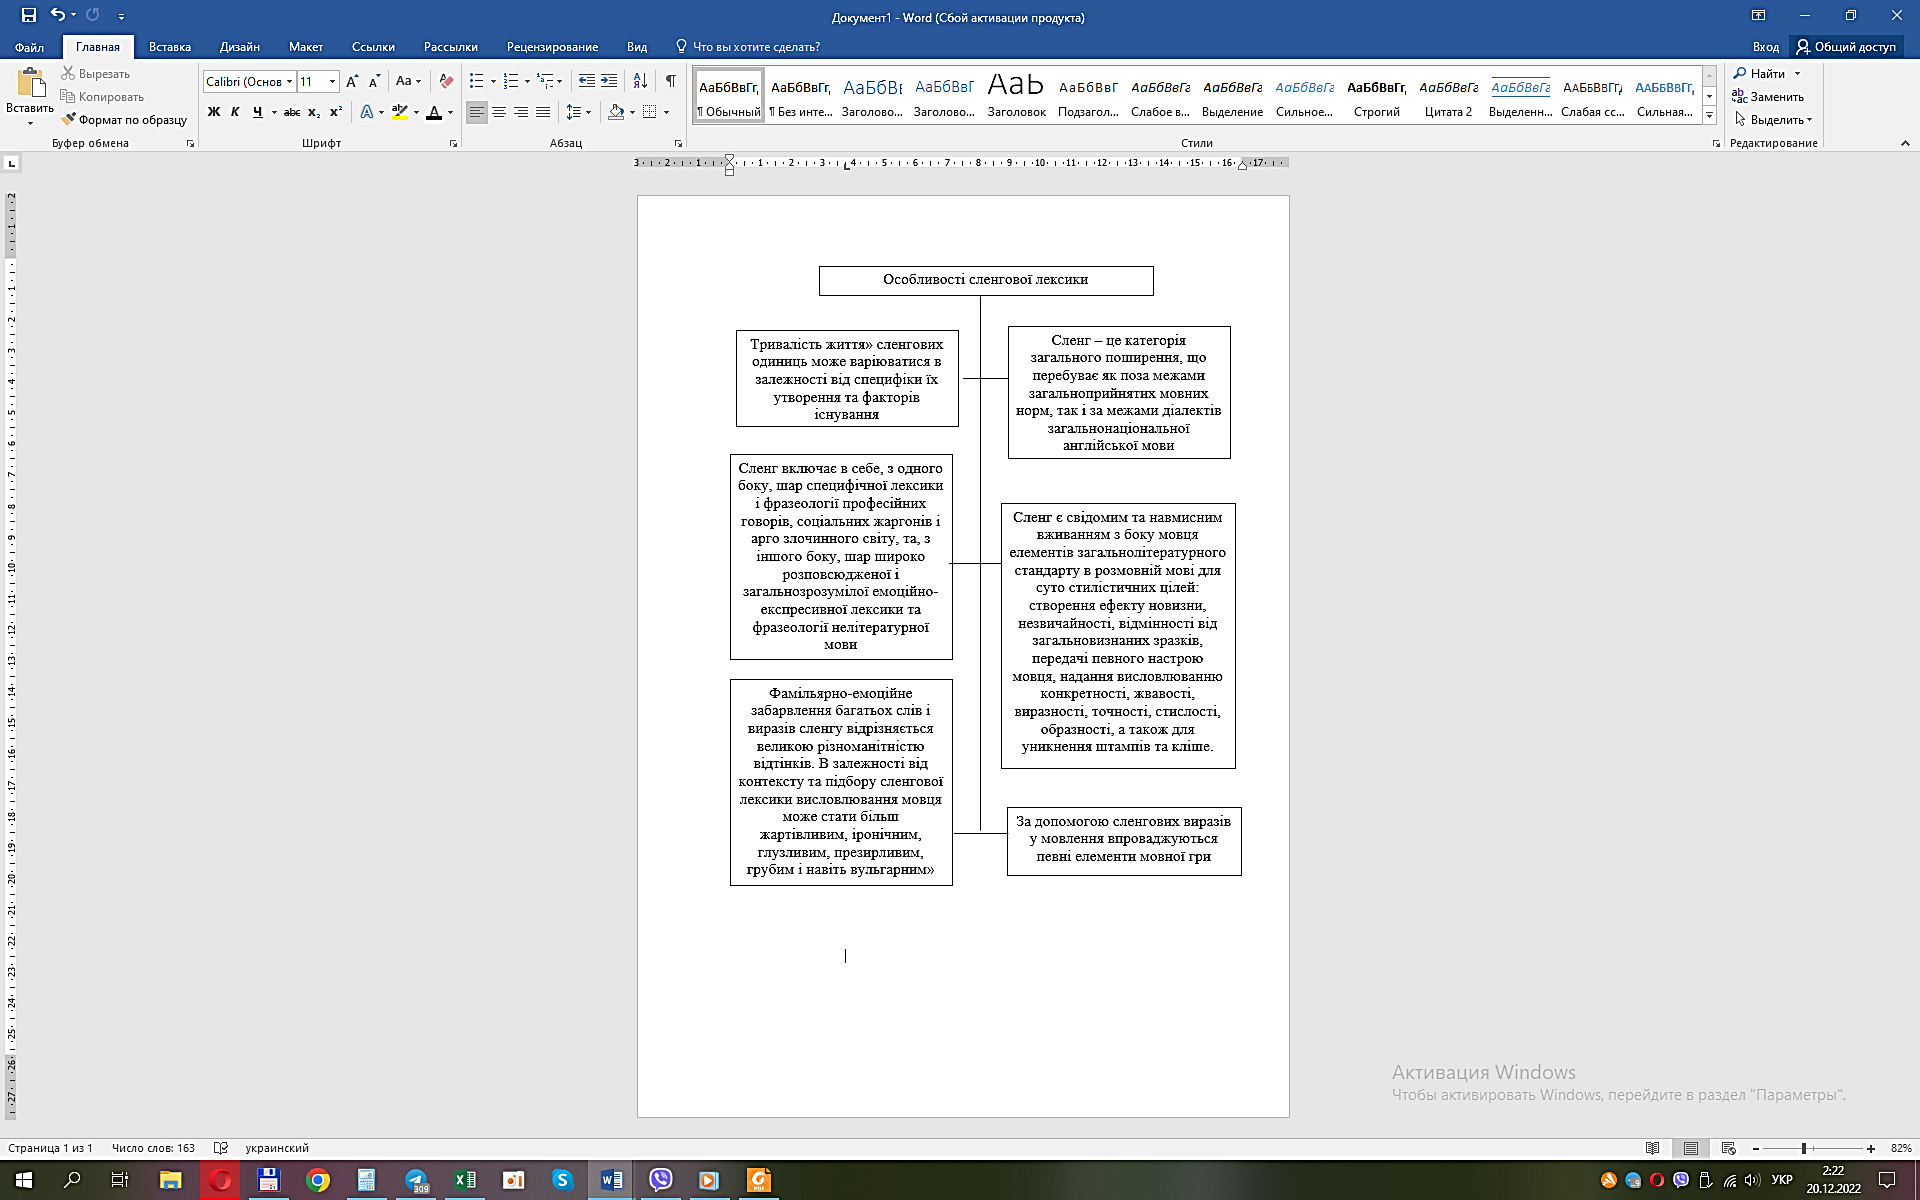 Документ1 - Word (Сбой активации продукта)
Файл
Главная
Вставка
Дизайн
Макет
Ссылки
Рассылки
Рецензирование
Вид
Что вы хотите сделать?
Вход
Общий доступ
Вставить
Вырезать
Копировать
Формат по образцу
Буфер обмена
Calibri (Основ
11
Шрифт
Абзац
¶ Обычный
¶ Без инте...
Заголово...
Заголово...
Заголовок
Подзагол...
Слабое в...
Выделение
Сильное...
Строгий
Цитата 2
Выделенн...
Слабая сс...
Сильная...
Стили
Найти
Заменить
Выделить
Редактирование
Особливості сленгової лексики
Тривалість життя» сленгових
одиниць може варіюватися в
залежності від специфіки їх
утворення та факторів
існування
Сленг – це категорія
загального поширення, що
перебуває як поза межами
загальноприйнятих мовних
норм, так і за межами діалектів
загальнонаціональної
англійської мови
Сленг включає в себе, з одного
боку, шар специфічної лексики
і фразеології професійних
говорів, соціальних жаргонів і
арго злочинного світу, та, з
іншого боку, шар широко
розповсюдженої і
загальнозрозумілої емоційно-
експресивної лексики та
фразеології нелітературної
мови
Сленг є свідомим та навмисним
вживанням з боку мовця
елементів загальнолітературного
стандарту в розмовній мові для
суто стилістичних цілей:
створення ефекту новизни,
незвичайності, відмінності від
загальновизнаних зразків,
передачі певного настрою
мовця, надання висловлюванню
конкретності, жвавості,
виразності, точності, стислості,
образності, а також для
уникнення штампів та кліше.
Фамільярно-емоційне
забарвлення багатьох слів і
виразів сленгу відрізняється
великою різноманітністю
відтінків. В залежності від
контексту та підбору сленгової
лексики висловлювання мовця
може стати більш
жартівливим, іронічним,
глузливим, презирливим,
грубим і навіть вульгарним»
За допомогою сленгових виразів
у мовлення впроваджуються
певні елементи мовної гри
Активация Windows
Чтобы активировать Windows, перейдите в раздел "Параметры".
Страница 1 из 1
Число слов: 163
украинский
82%
УКР
2:22
20.12.2022